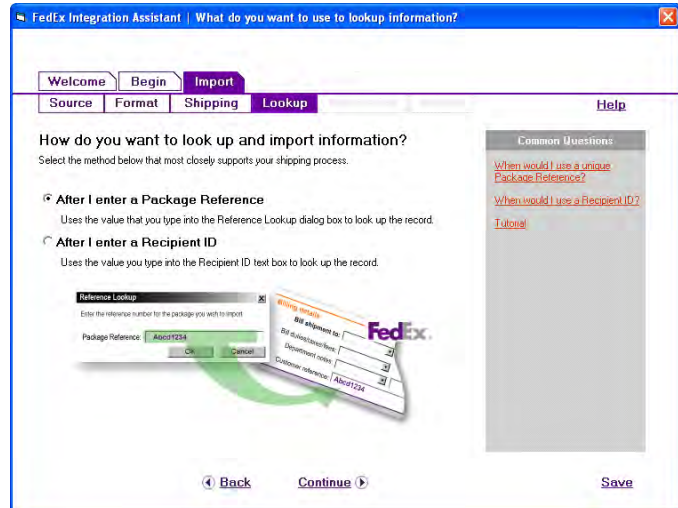 FedEx Integration Assistant | What do you want to use to lookup information?
Welcome Begin Import
Source Format Shipping Lookup
Help
How do you want to look up and import information?
Select the method below that most closely supports your shipping process.
After I enter a Package Reference
Uses the value that you type into the Reference Lookup dialog box to look up the record.
After I enter a Recipient ID
Uses the value you type into the Recipient ID text box to look up the record.
Common Questions
When would I use a unique
Package Reference?
When would I use a Recipient ID?
Tutorial
Reference Lookup
Enter the reference number for the package you wish to import
Package Reference: Abcd1234
OK Cancel
Billing details
Bill shipment to:
Bill duties/taxes/fees:
Department notes:
Customer reference: Abcd1234
FedEx
Back Continue Save